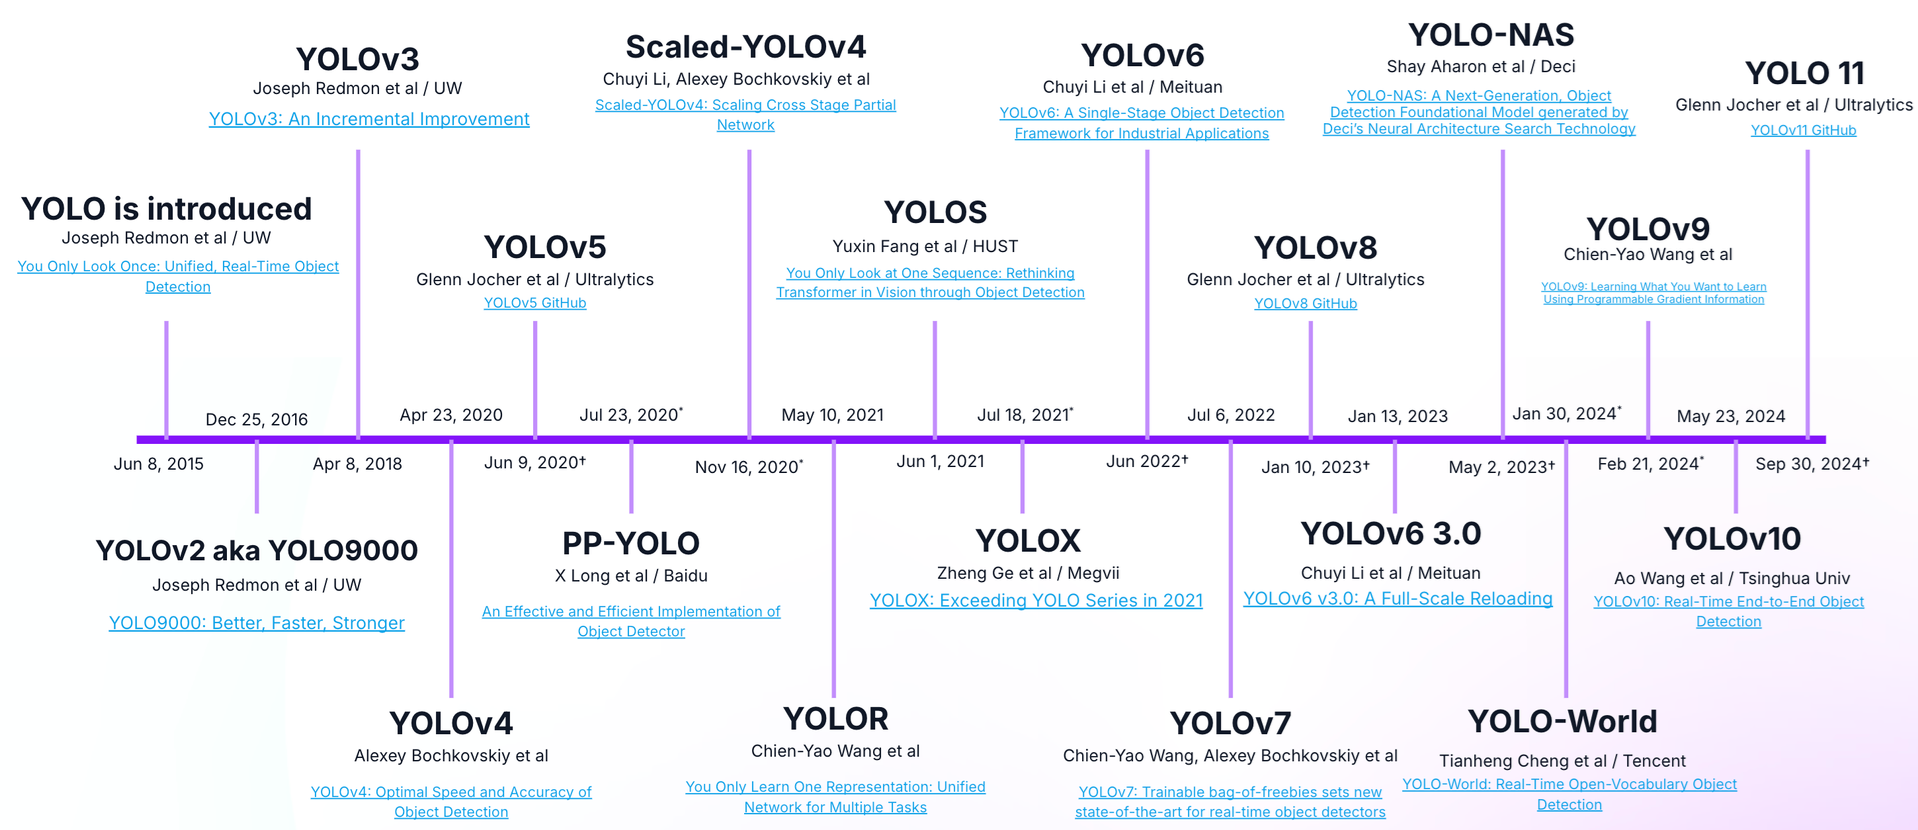 YOLOv3
Joseph Redmon et al / UW
YOLOv3: An Incremental Improvement
Scaled-YOLOv4
Chuyi Li, Alexey Bochkovskiy et al
Scaled-YOLOv4: Scaling Cross Stage Partial
Network
YOLOv6
Chuyi Li et al / Meituan
YOLOv6: A Single-Stage Object Detection
Framework for Industrial Applications
YOLO-NAS
Shay Aharon et al / Deci
YOLO-NAS: A Next-Generation, Object
Detection Foundational Model generated by
Deci’s Neural Architecture Search Technology
YOLO 11
Glenn Jocher et al / Ultralytics
YOLOv11 GitHub
YOLO is introduced
Joseph Redmon et al / UW
You Only Look Once: Unified, Real-Time Object
Detection
YOLOv5
Glenn Jocher et al / Ultralytics
YOLOv5 GitHub
YOLOS
Yuxin Fang et al / HUST
You Only Look at One Sequence: Rethinking
Transformer in Vision through Object Detection
YOLOv8
Glenn Jocher et al / Ultralytics
YOLOv8 GitHub
YOLOv9
Chien-Yao Wang et al
YOLOv9: Learning What You Want to Learn
Using Programmable Gradient Information
Dec 25, 2016
Apr 23, 2020
Jul 23, 2020*
May 10, 2021
Jul 18, 2021*
Jul 6, 2022
Jan 13, 2023
Jan 30, 2024*
May 23, 2024
Jun 8, 2015
Apr 8, 2018
Jun 9, 2020†
Nov 16, 2020*
Jun 1, 2021
Jun 2022†
Jan 10, 2023†
May 2, 2023†
Feb 21, 2024*
Sep 30, 2024†
YOLOv2 aka YOLO9000
Joseph Redmon et al / UW
YOLO9000: Better, Faster, Stronger
PP-YOLO
X Long et al / Baidu
An Effective and Efficient Implementation of
Object Detector
YOLOX
Zheng Ge et al / Megvii
YOLOX: Exceeding YOLO Series in 2021
YOLOv6 3.0
Chuyi Li et al / Meituan
YOLOv6 v3.0: A Full-Scale Reloading
YOLOv10
Ao Wang et al / Tsinghua Univ
YOLOv10: Real-Time End-to-End Object
Detection
YOLOv4
Alexey Bochkovskiy et al
YOLOv4: Optimal Speed and Accuracy of
Object Detection
YOLOR
Chien-Yao Wang et al
You Only Learn One Representation: Unified
Network for Multiple Tasks
YOLOv7
Chien-Yao Wang, Alexey Bochkovskiy et al
YOLOv7: Trainable bag-of-freebies sets new
state-of-the-art for real-time object detectors
YOLO-World
Tianheng Cheng et al / Tencent
YOLO-World: Real-Time Open-Vocabulary Object
Detection